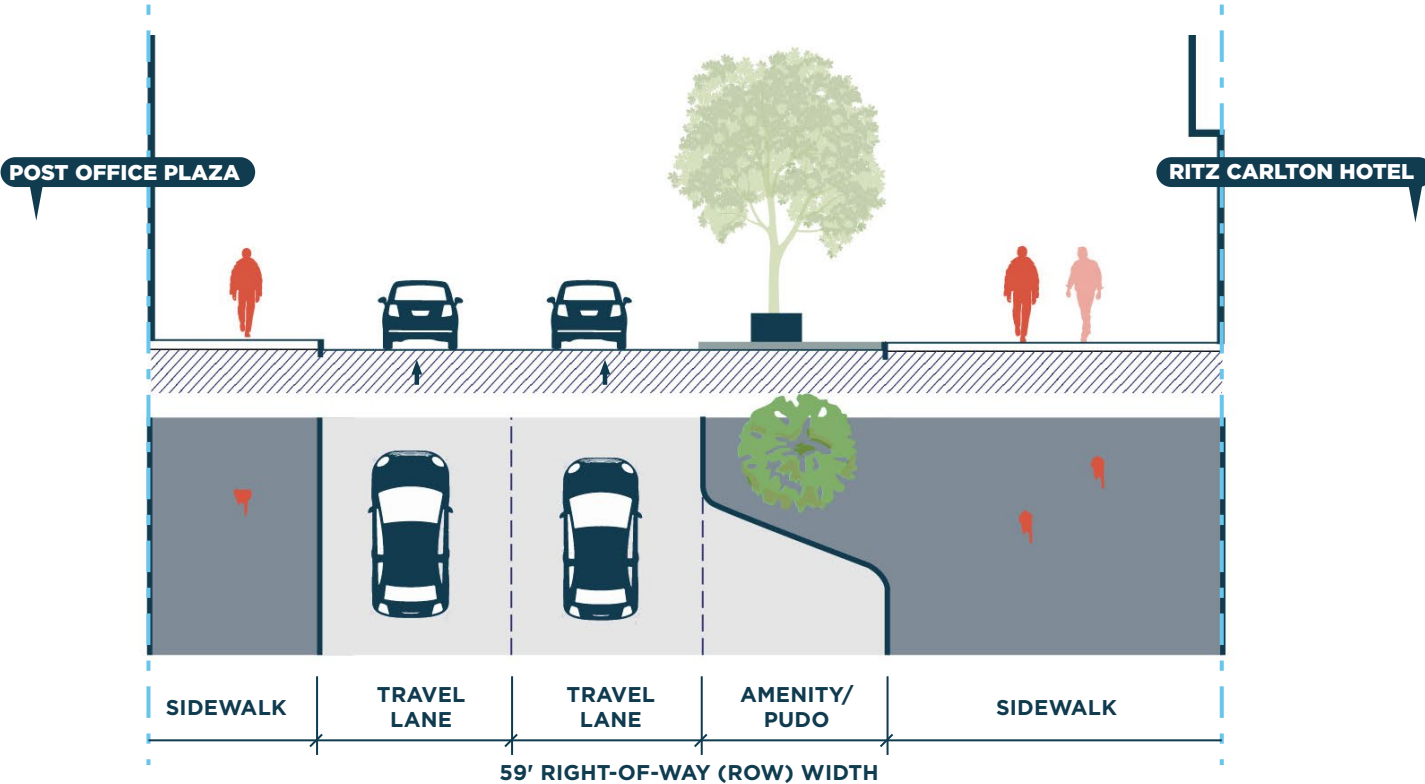 POST OFFICE PLAZA
RITZ CARLTON HOTEL
SIDEWALK
TRAVEL
LANE
TRAVEL
LANE
AMENITY/
PUDO
SIDEWALK
59' RIGHT-OF-WAY (ROW) WIDTH